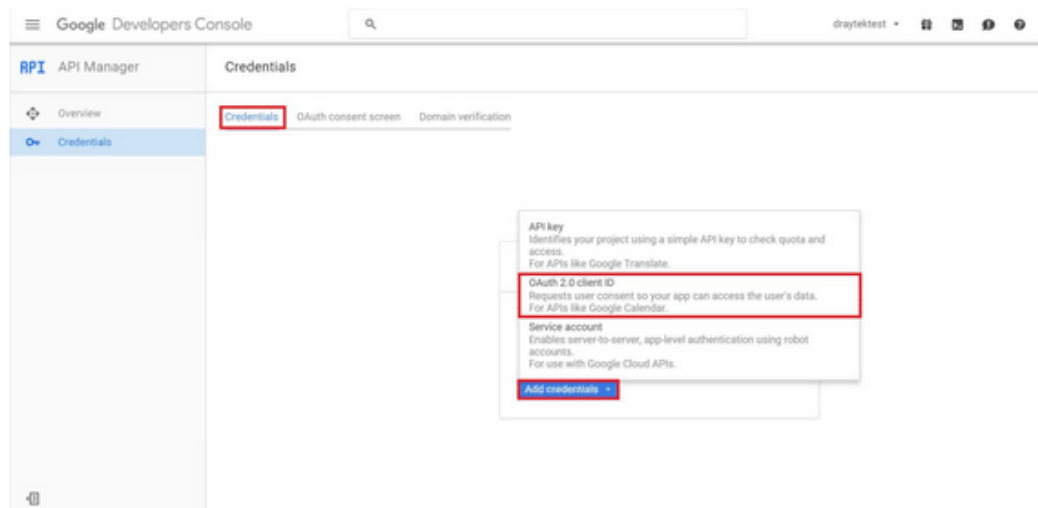 Google Developers Console
draytektest
API API Manager
Credentials
Overview
Credentials
Credentials OAuth consent screen Domain verification
API key
Identifies your project using a simple API key to check quota and
access.
For APIs like Google Translate.
OAuth 2.0 client ID
Requests user consent so your app can access the user's data.
For APIs like Google Calendar.
Service account
Enables server-to-server, app-level authentication using robot
accounts.
For use with Google Cloud APIs.
Add credentials